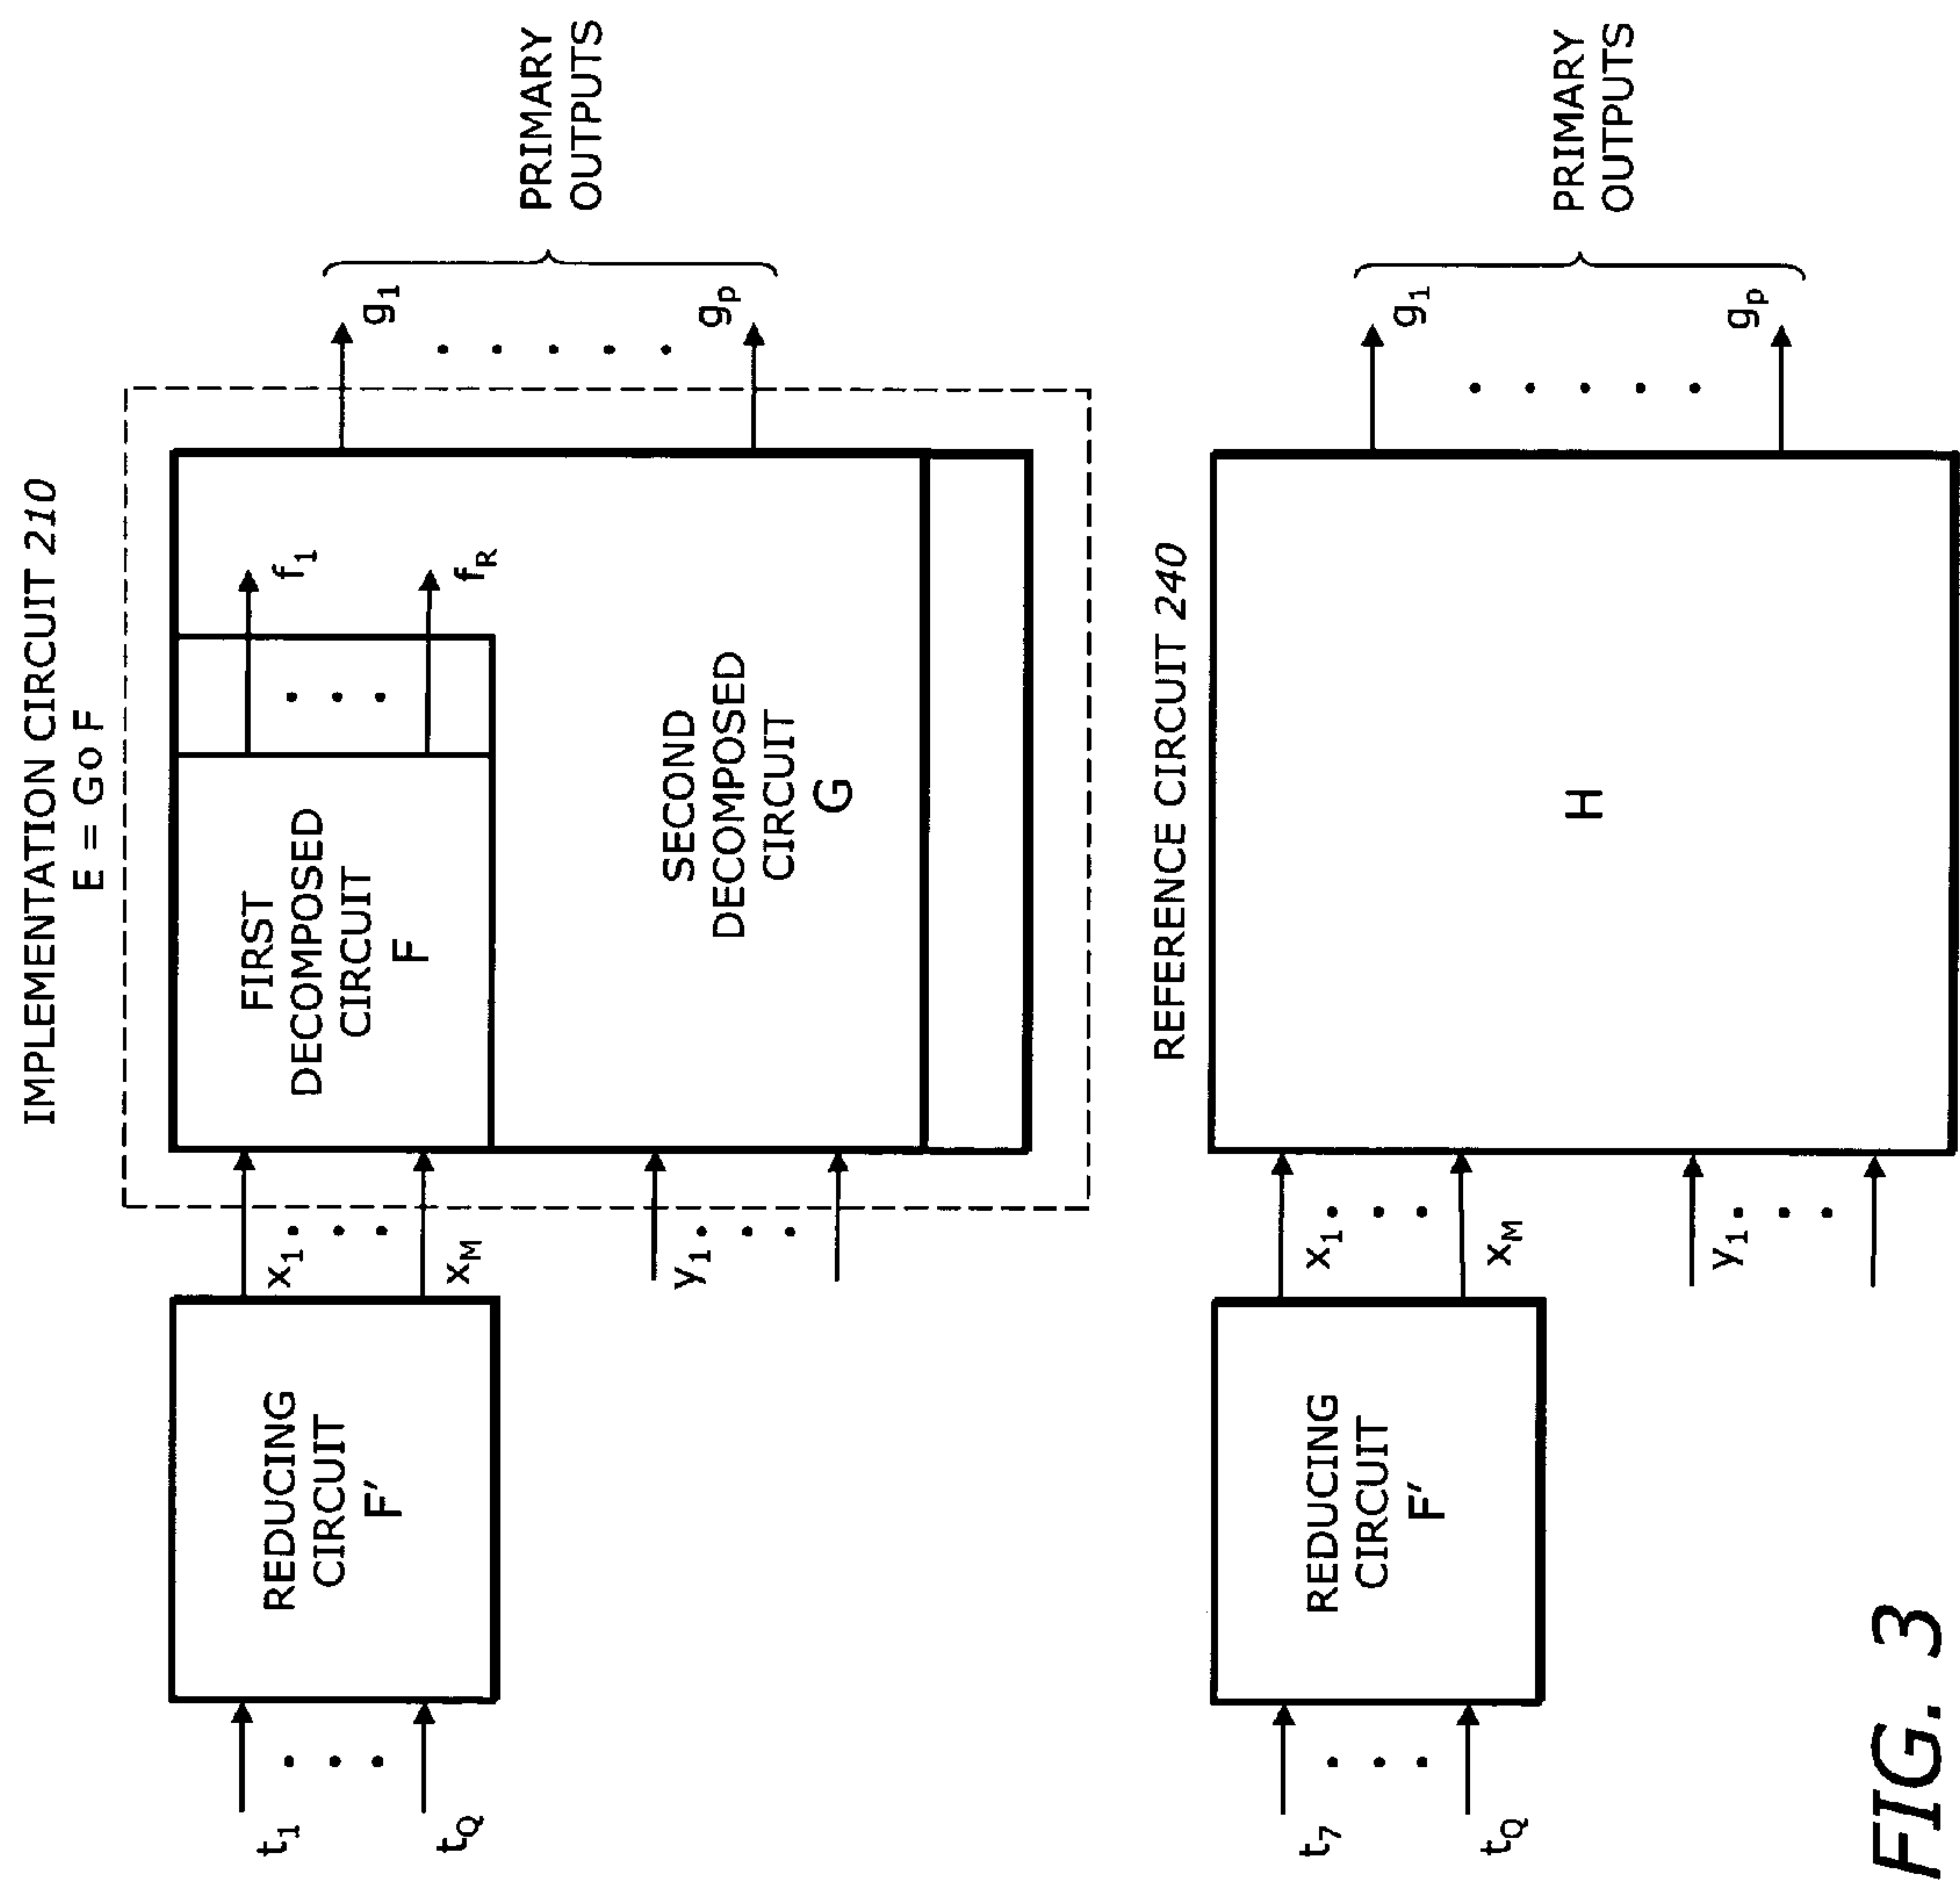 IMPLEMENTATION CIRCUIT 210
E = G o F
t1
tQ
REDUCING
CIRCUIT
F'
x1
xM
y1
FIRST
DECOMPOSED
CIRCUIT
F
f1
fR
SECOND
DECOMPOSED
CIRCUIT
G
g1
gp
PRIMARY
OUTPUTS
REFERENCE CIRCUIT 240
t7
tQ
REDUCING
CIRCUIT
F'
x1
xM
y1
H
g1
gp
PRIMARY
OUTPUTS
FIG. 3